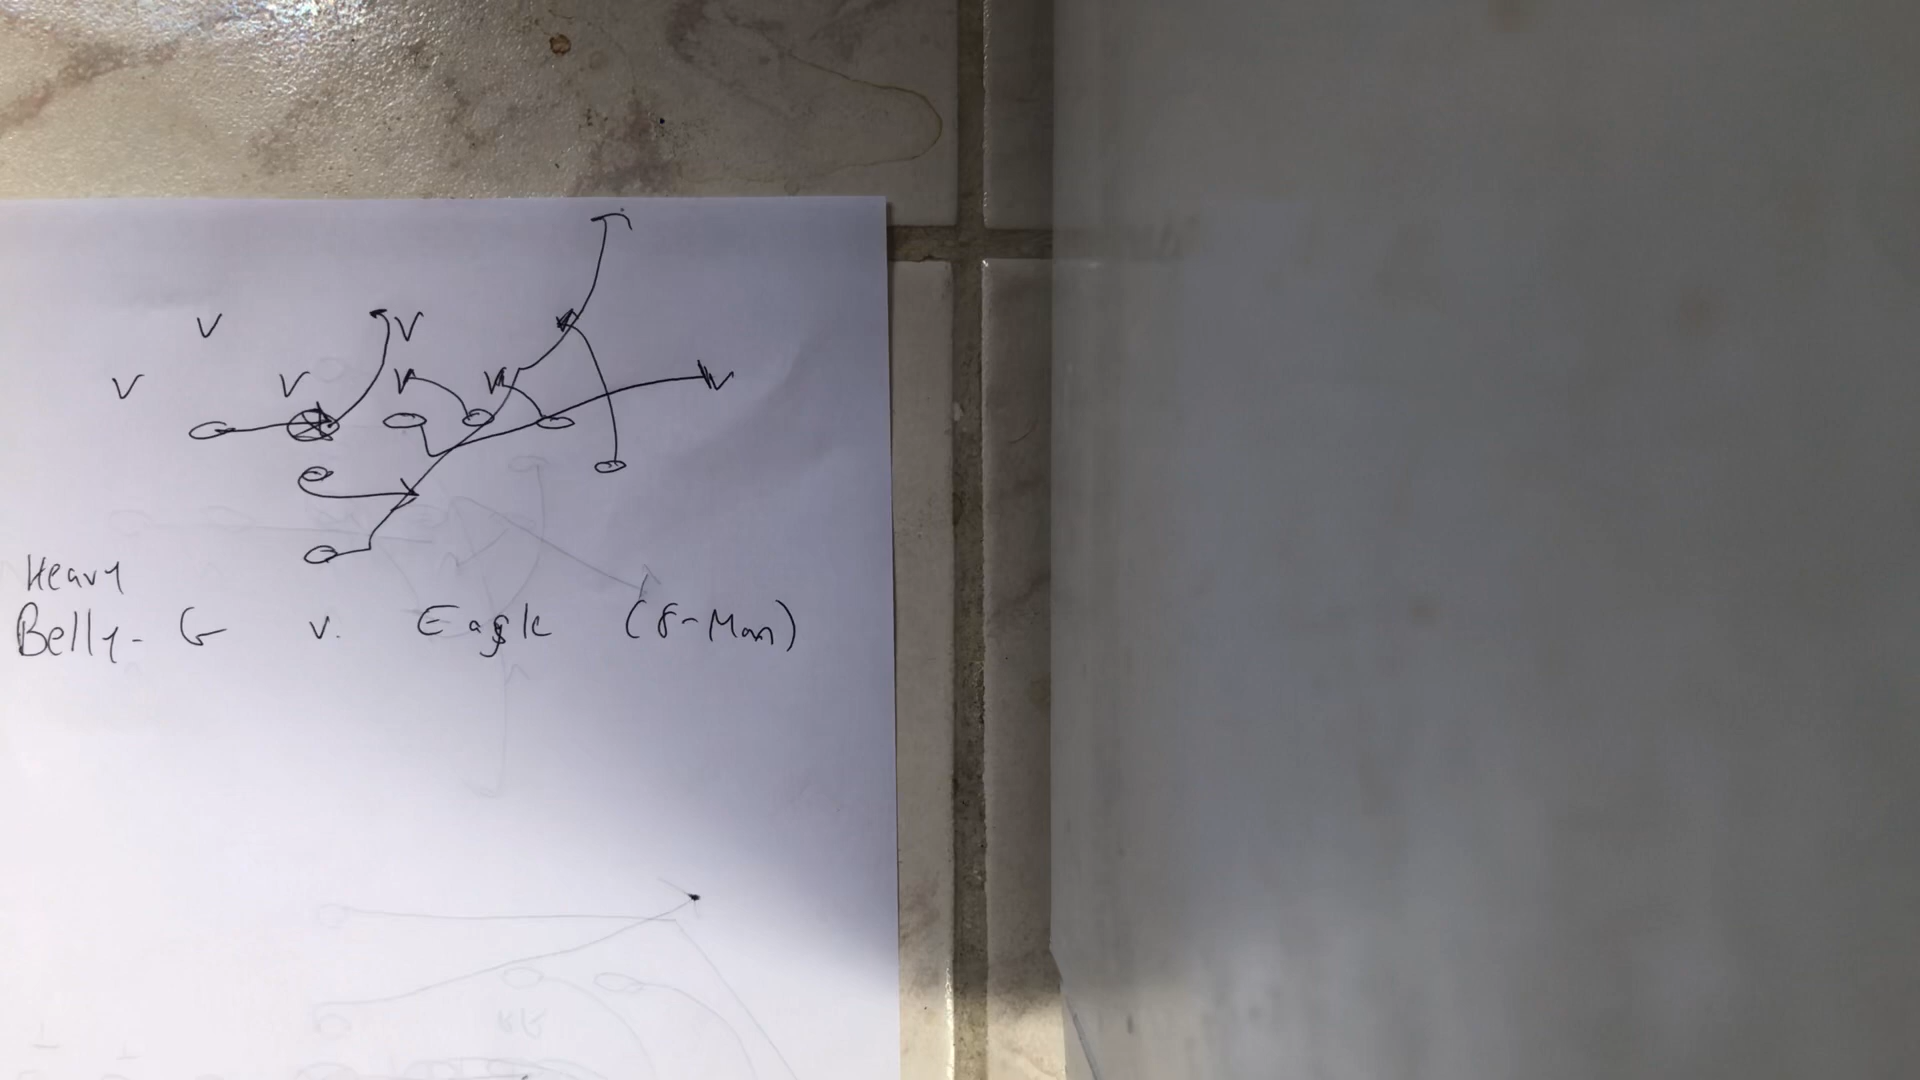 V V
V V V V V
Heavy
Belly-G v. Eagle (8-Man)